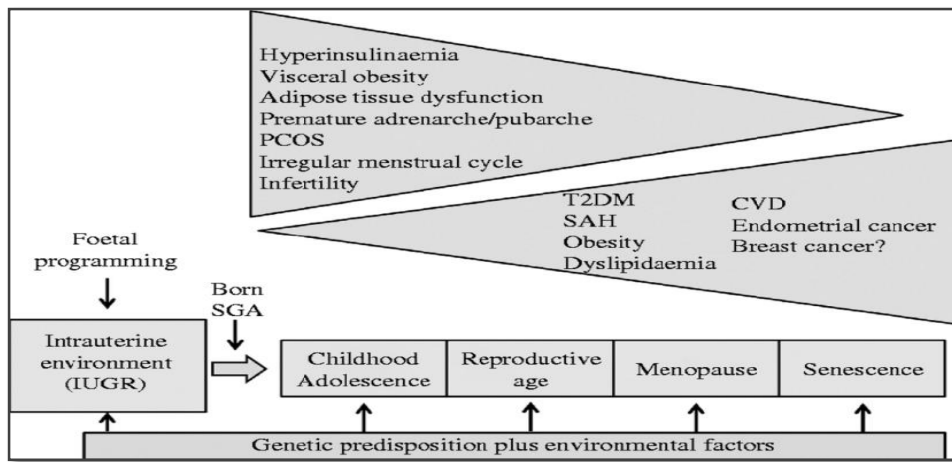 Hyperinsulinaemia
Visceral obesity
Adipose tissue dysfunction
Premature adrenarche/pubarche
PCOS
Irregular menstrual cycle
Infertility
T2DM
SAH
Obesity
Dyslipidaemia
CVD
Endometrial cancer
Breast cancer?
Foetal
programming
Born
SGA
Intrauterine
environment
(IUGR)
Childhood
Adolescence
Reproductive
age
Menopause
Senescence
Genetic predisposition plus environmental factors